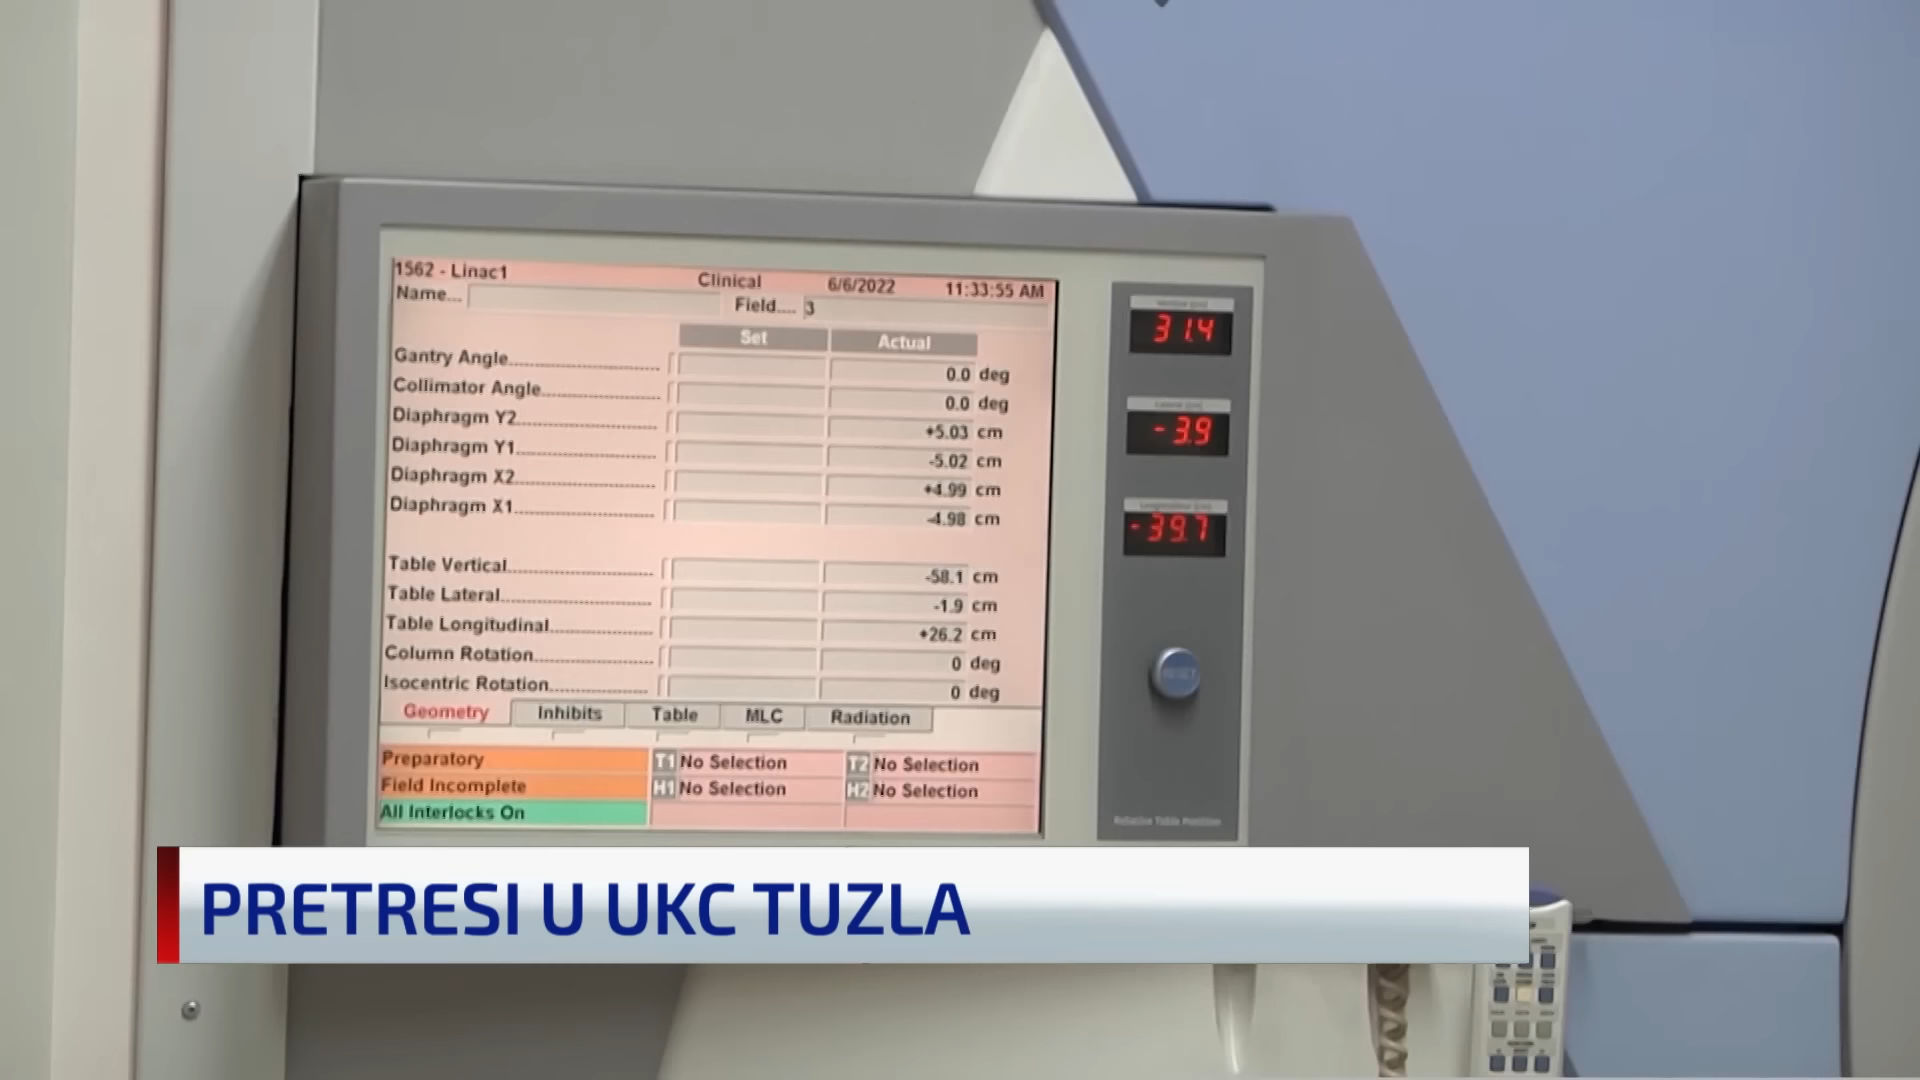 1562 - Linac1 Clinical 6/6/2022 11:33:55 AM
Name... Field.... 3
Set Actual
Gantry Angle 0.0 deg
Collimator Angle 0.0 deg
Diaphragm Y2 +5.03 cm
Diaphragm Y1 -5.02 cm
Diaphragm X2 +4.99 cm
Diaphragm X1 -4.98 cm
Table Vertical -58.1 cm
Table Lateral -1.9 cm
Table Longitudinal +26.2 cm
Column Rotation 0 deg
Isocentric Rotation 0 deg
Geometry Inhibits Table MLC Radiation
Preparatory T1 No Selection T2 No Selection
Field Incomplete H1 No Selection H2 No Selection
All Interlocks On
31.4
-3.9
-39.7
RESET
Relative Table Position
PRETRESI U UKC TUZLA